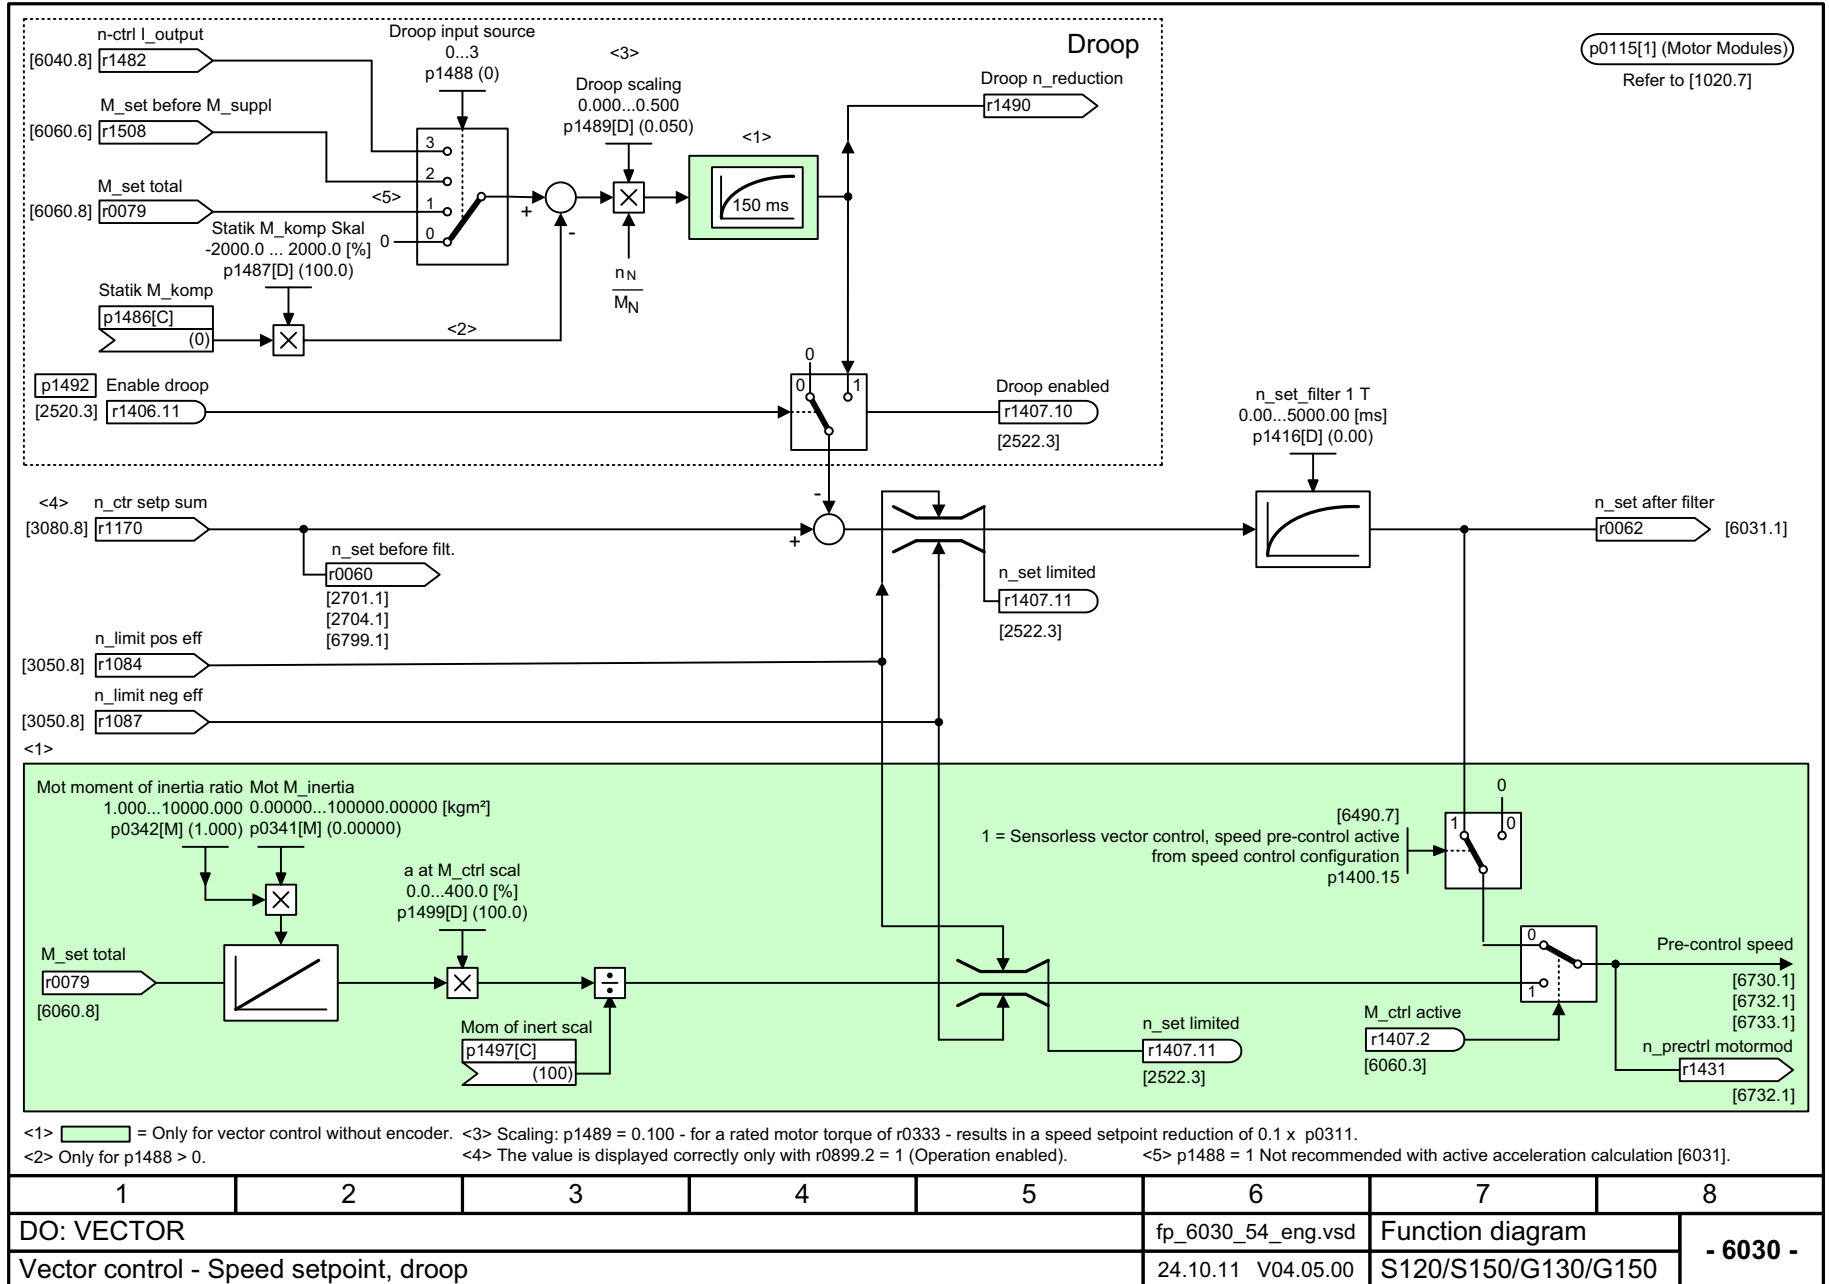 Droop
n-ctrl I_output
[6040.8] r1482
M_set before M_suppl
[6060.6] r1508
M_set total
[6060.8] r0079
<5>
Droop input source
0...3
p1488 (0)
3
2
1
0
0
Statik M_komp Skal
-2000.0 ... 2000.0 [%]
p1487[D] (100.0)
Statik M_komp
p1486[C]
(0)
<2>
+
-
<3>
Droop scaling
0.000...0.500
p1489[D] (0.050)
nN
MN
<1>
150 ms
Droop n_reduction
r1490
p0115[1] (Motor Modules)
Refer to [1020.7]
p1492 Enable droop
[2520.3] r1406.11
0
0 1
Droop enabled
r1407.10
[2522.3]
n_set_filter 1 T
0.00...5000.00 [ms]
p1416[D] (0.00)
<4> n_ctr setp sum
[3080.8] r1170
n_set before filt.
r0060
[2701.1]
[2704.1]
[6799.1]
-
+
n_set limited
r1407.11
[2522.3]
n_set after filter
r0062 [6031.1]
n_limit pos eff
[3050.8] r1084
n_limit neg eff
[3050.8] r1087
<1>
Mot moment of inertia ratio
1.000...10000.000
p0342[M] (1.000)
Mot M_inertia
0.00000...100000.00000 [kgm²]
p0341[M] (0.00000)
a at M_ctrl scal
0.0...400.0 [%]
p1499[D] (100.0)
M_set total
r0079
[6060.8]
÷
Mom of inert scal
p1497[C]
(100)
n_set limited
r1407.11
[2522.3]
[6490.7]
1 = Sensorless vector control, speed pre-control active
from speed control configuration
p1400.15
0
1 0
0
1
M_ctrl active
r1407.2
[6060.3]
Pre-control speed
[6730.1]
[6732.1]
[6733.1]
n_prectrl motormod
r1431
[6732.1]
<1> = Only for vector control without encoder.
<2> Only for p1488 > 0.
<3> Scaling: p1489 = 0.100 - for a rated motor torque of r0333 - results in a speed setpoint reduction of 0.1 x p0311.
<4> The value is displayed correctly only with r0899.2 = 1 (Operation enabled).
<5> p1488 = 1 Not recommended with active acceleration calculation [6031].
1 2 3 4 5 6 7 8
DO: VECTOR
fp_6030_54_eng.vsd
Function diagram
- 6030 -
Vector control - Speed setpoint, droop
24.10.11 V04.05.00
S120/S150/G130/G150